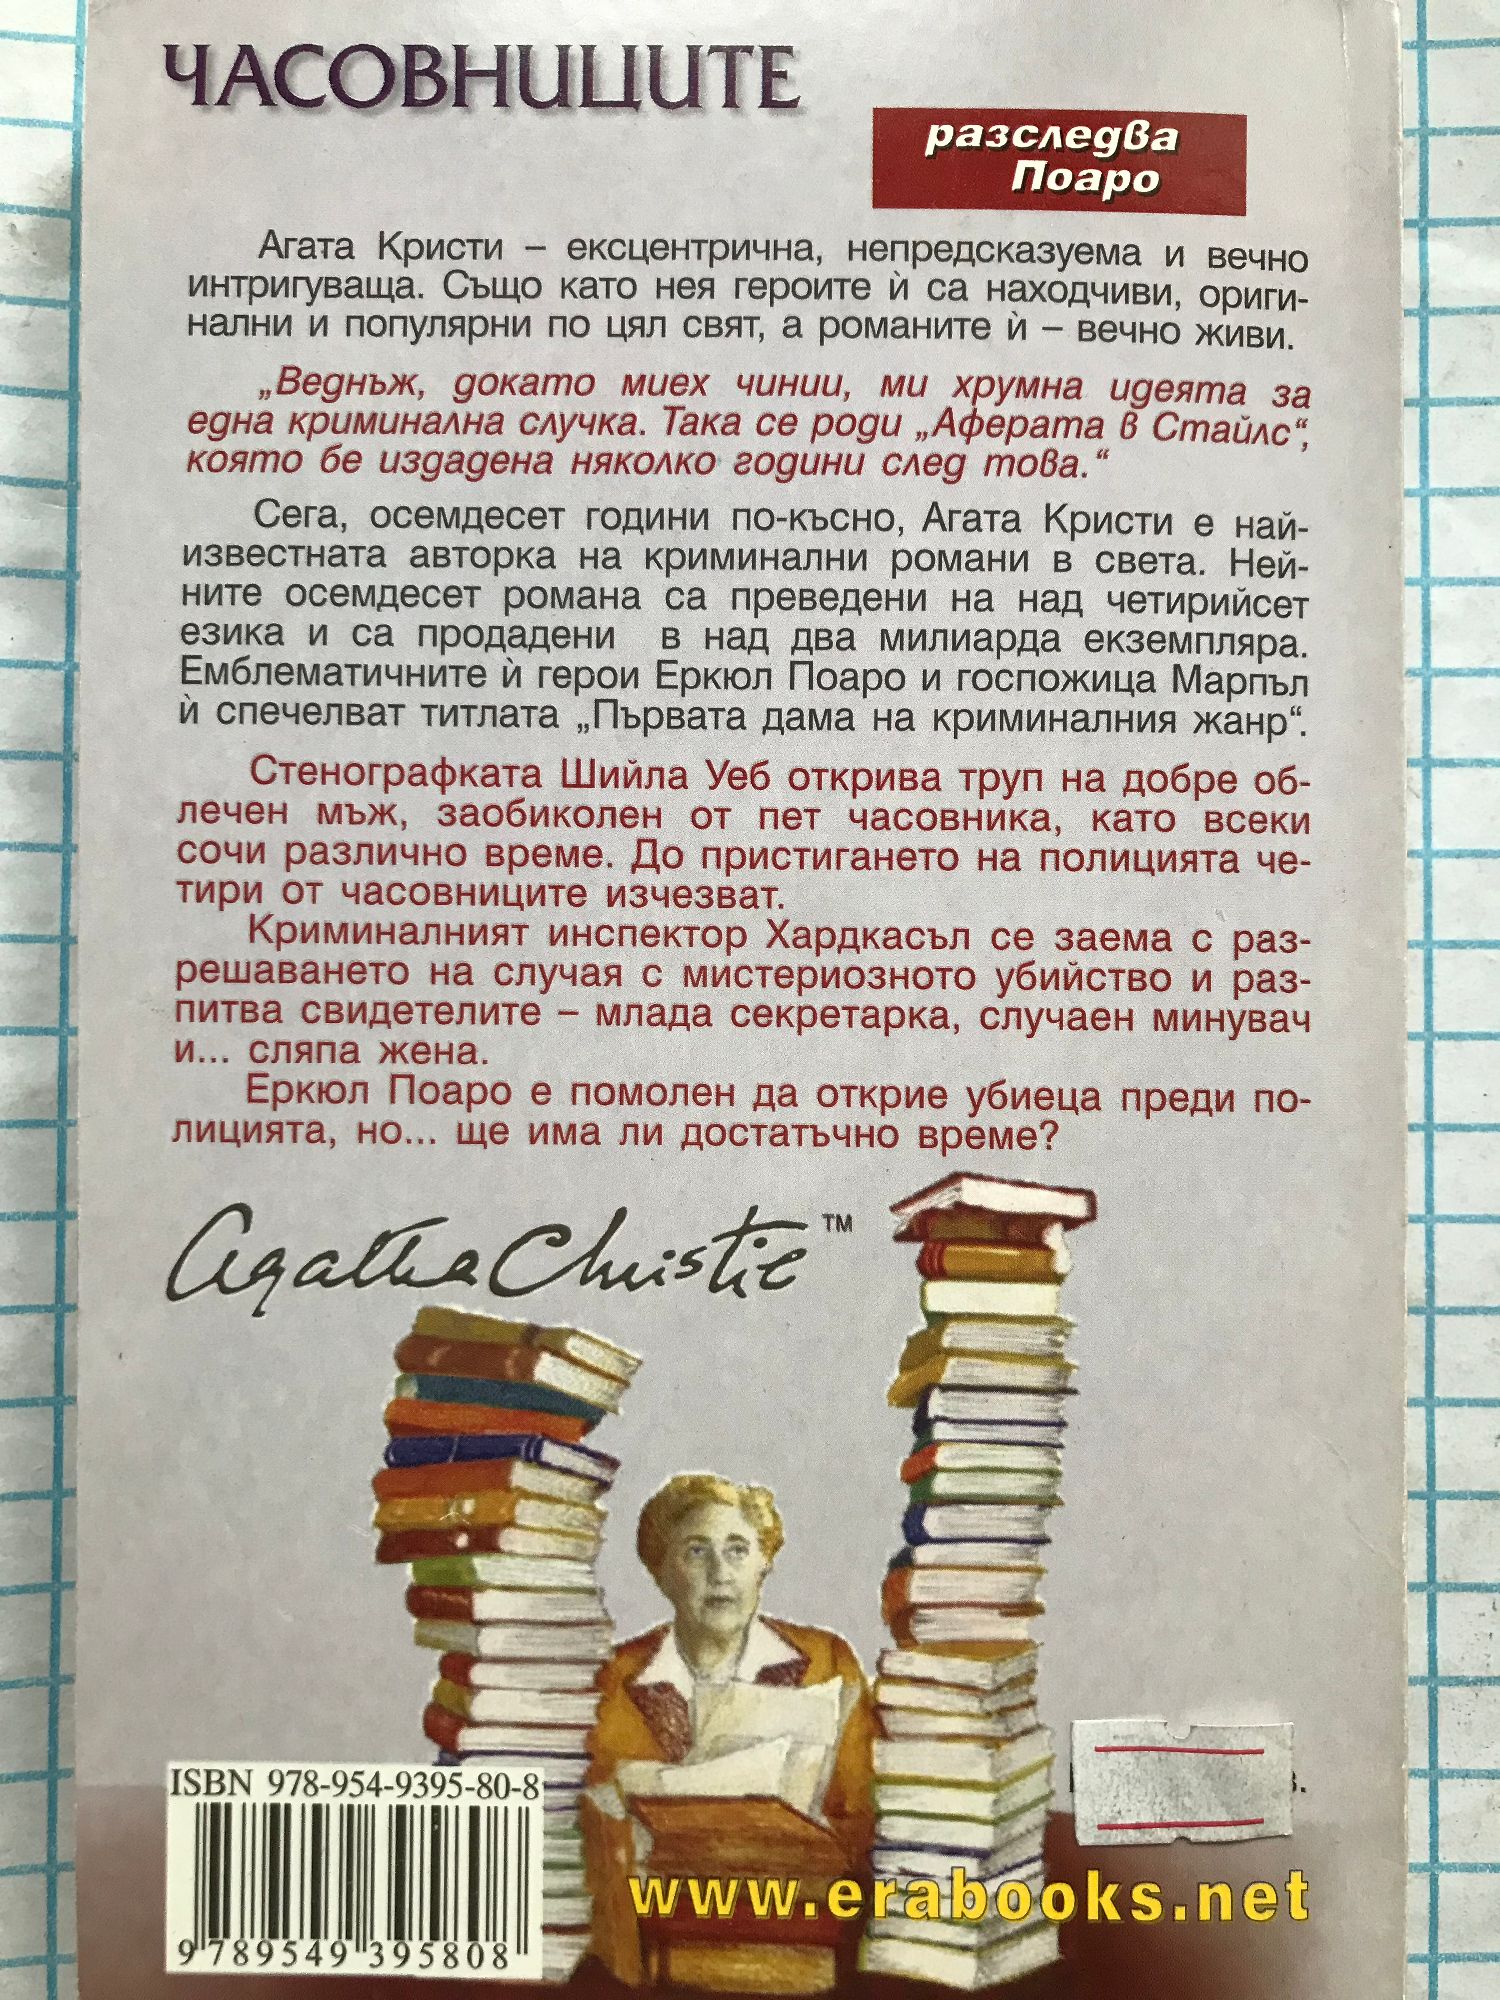 ЧАСОВНИЦИТЕ
разследва
Поаро
Агата Кристи – ексцентрична, непредсказуема и вечно
интригуваща. Също като нея героите ѝ са находчиви, ориги-
нални и популярни по цял свят, а романите ѝ – вечно живи.
„Веднъж, докато миех чинии, ми хрумна идеята за
една криминална случка. Така се роди „Аферата в Стайлс“,
която бе издадена няколко години след това.“
Сега, осемдесет години по-късно, Агата Кристи е най-
известната авторка на криминални романи в света. Ней-
ните осемдесет романа са преведени на над четирийсет
езика и са продадени в над два милиарда екземпляра.
Емблематичните ѝ герои Еркюл Поаро и госпожица Марпъл
ѝ спечелват титлата „Първата дама на криминалния жанр“.
Стенографката Шийла Уеб открива труп на добре об-
лечен мъж, заобиколен от пет часовника, като всеки
сочи различно време. До пристигането на полицията че-
тири от часовниците изчезват.
Криминалният инспектор Хардкасъл се заема с раз-
решаването на случая с мистериозното убийство и раз-
питва свидетелите – млада секретарка, случаен минувач
и... сляпа жена.
Еркюл Поаро е помолен да открие убиеца преди по-
лицията, но... ще има ли достатъчно време?
Agatha Christie™
ISBN 978-954-9395-80-8
9 789549 395808
www.erabooks.net